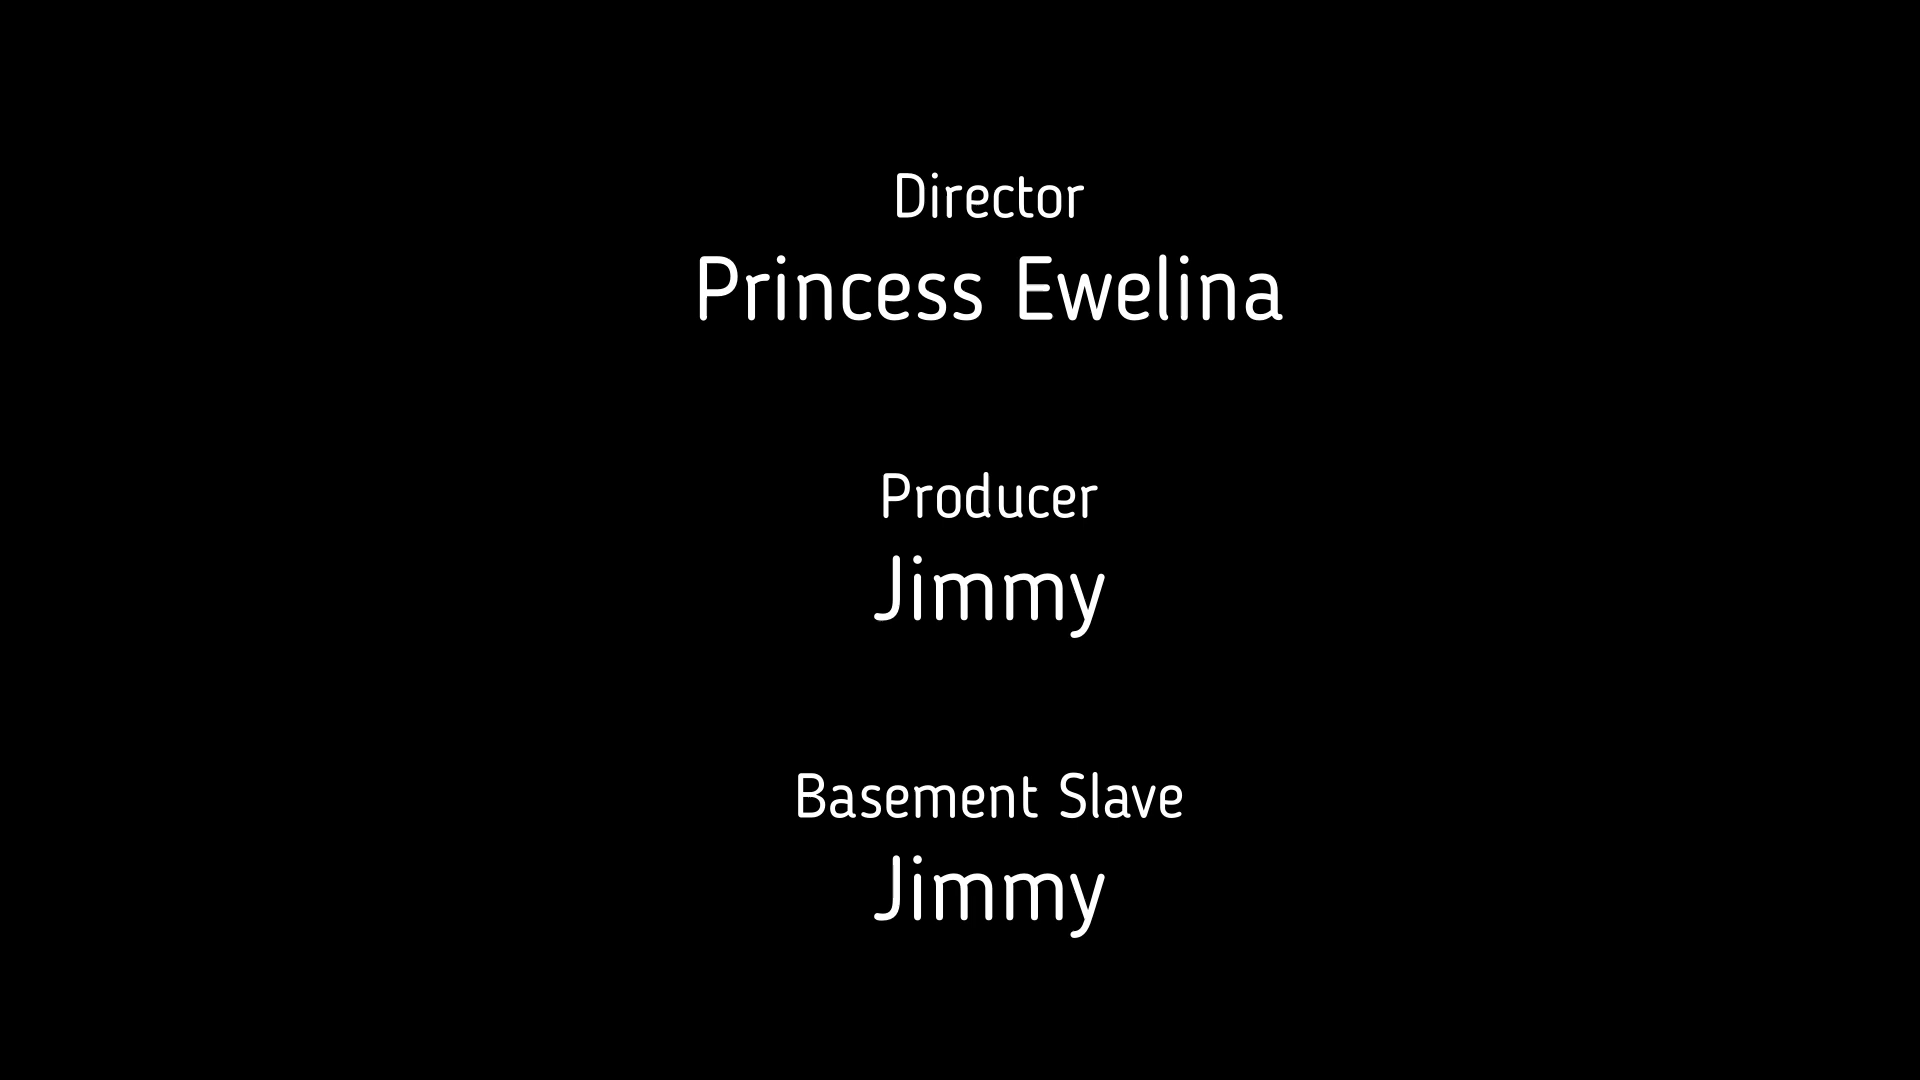 Director
Princess Ewelina
Producer
Jimmy
Basement Slave
Jimmy